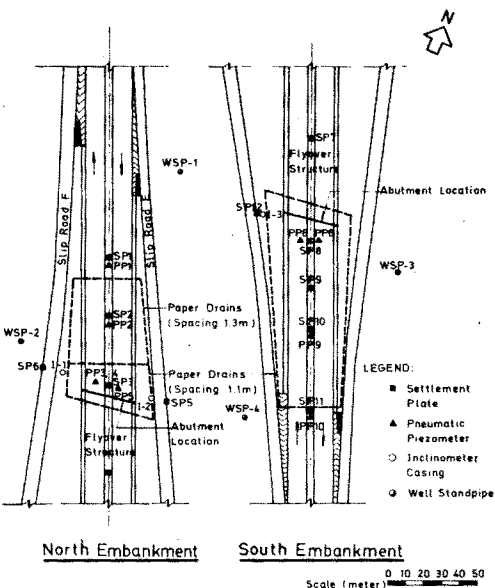 N
WSP-1
Slip Road F
Slip Road E
SP1
PP1
SP2
PP2
Paper Drains
(Spacing 1.3m)
WSP-2
SP6
I-1
PP3
SP3
PP5
I-2
SP5
Paper Drains
(Spacing 1.1m)
Abutment
Location
Flyover
Structure
North Embankment
SP7
Flyover
Structure
Abutment Location
SP12
I-3
PP6
SP8
WSP-3
SP9
SP10
PP9
SP11
PP10
WSP-4
LEGEND:
Settlement
Plate
Pneumatic
Piezometer
Inclinometer
Casing
Well Standpipe
South Embankment
Scale (meter) 0 10 20 30 40 50